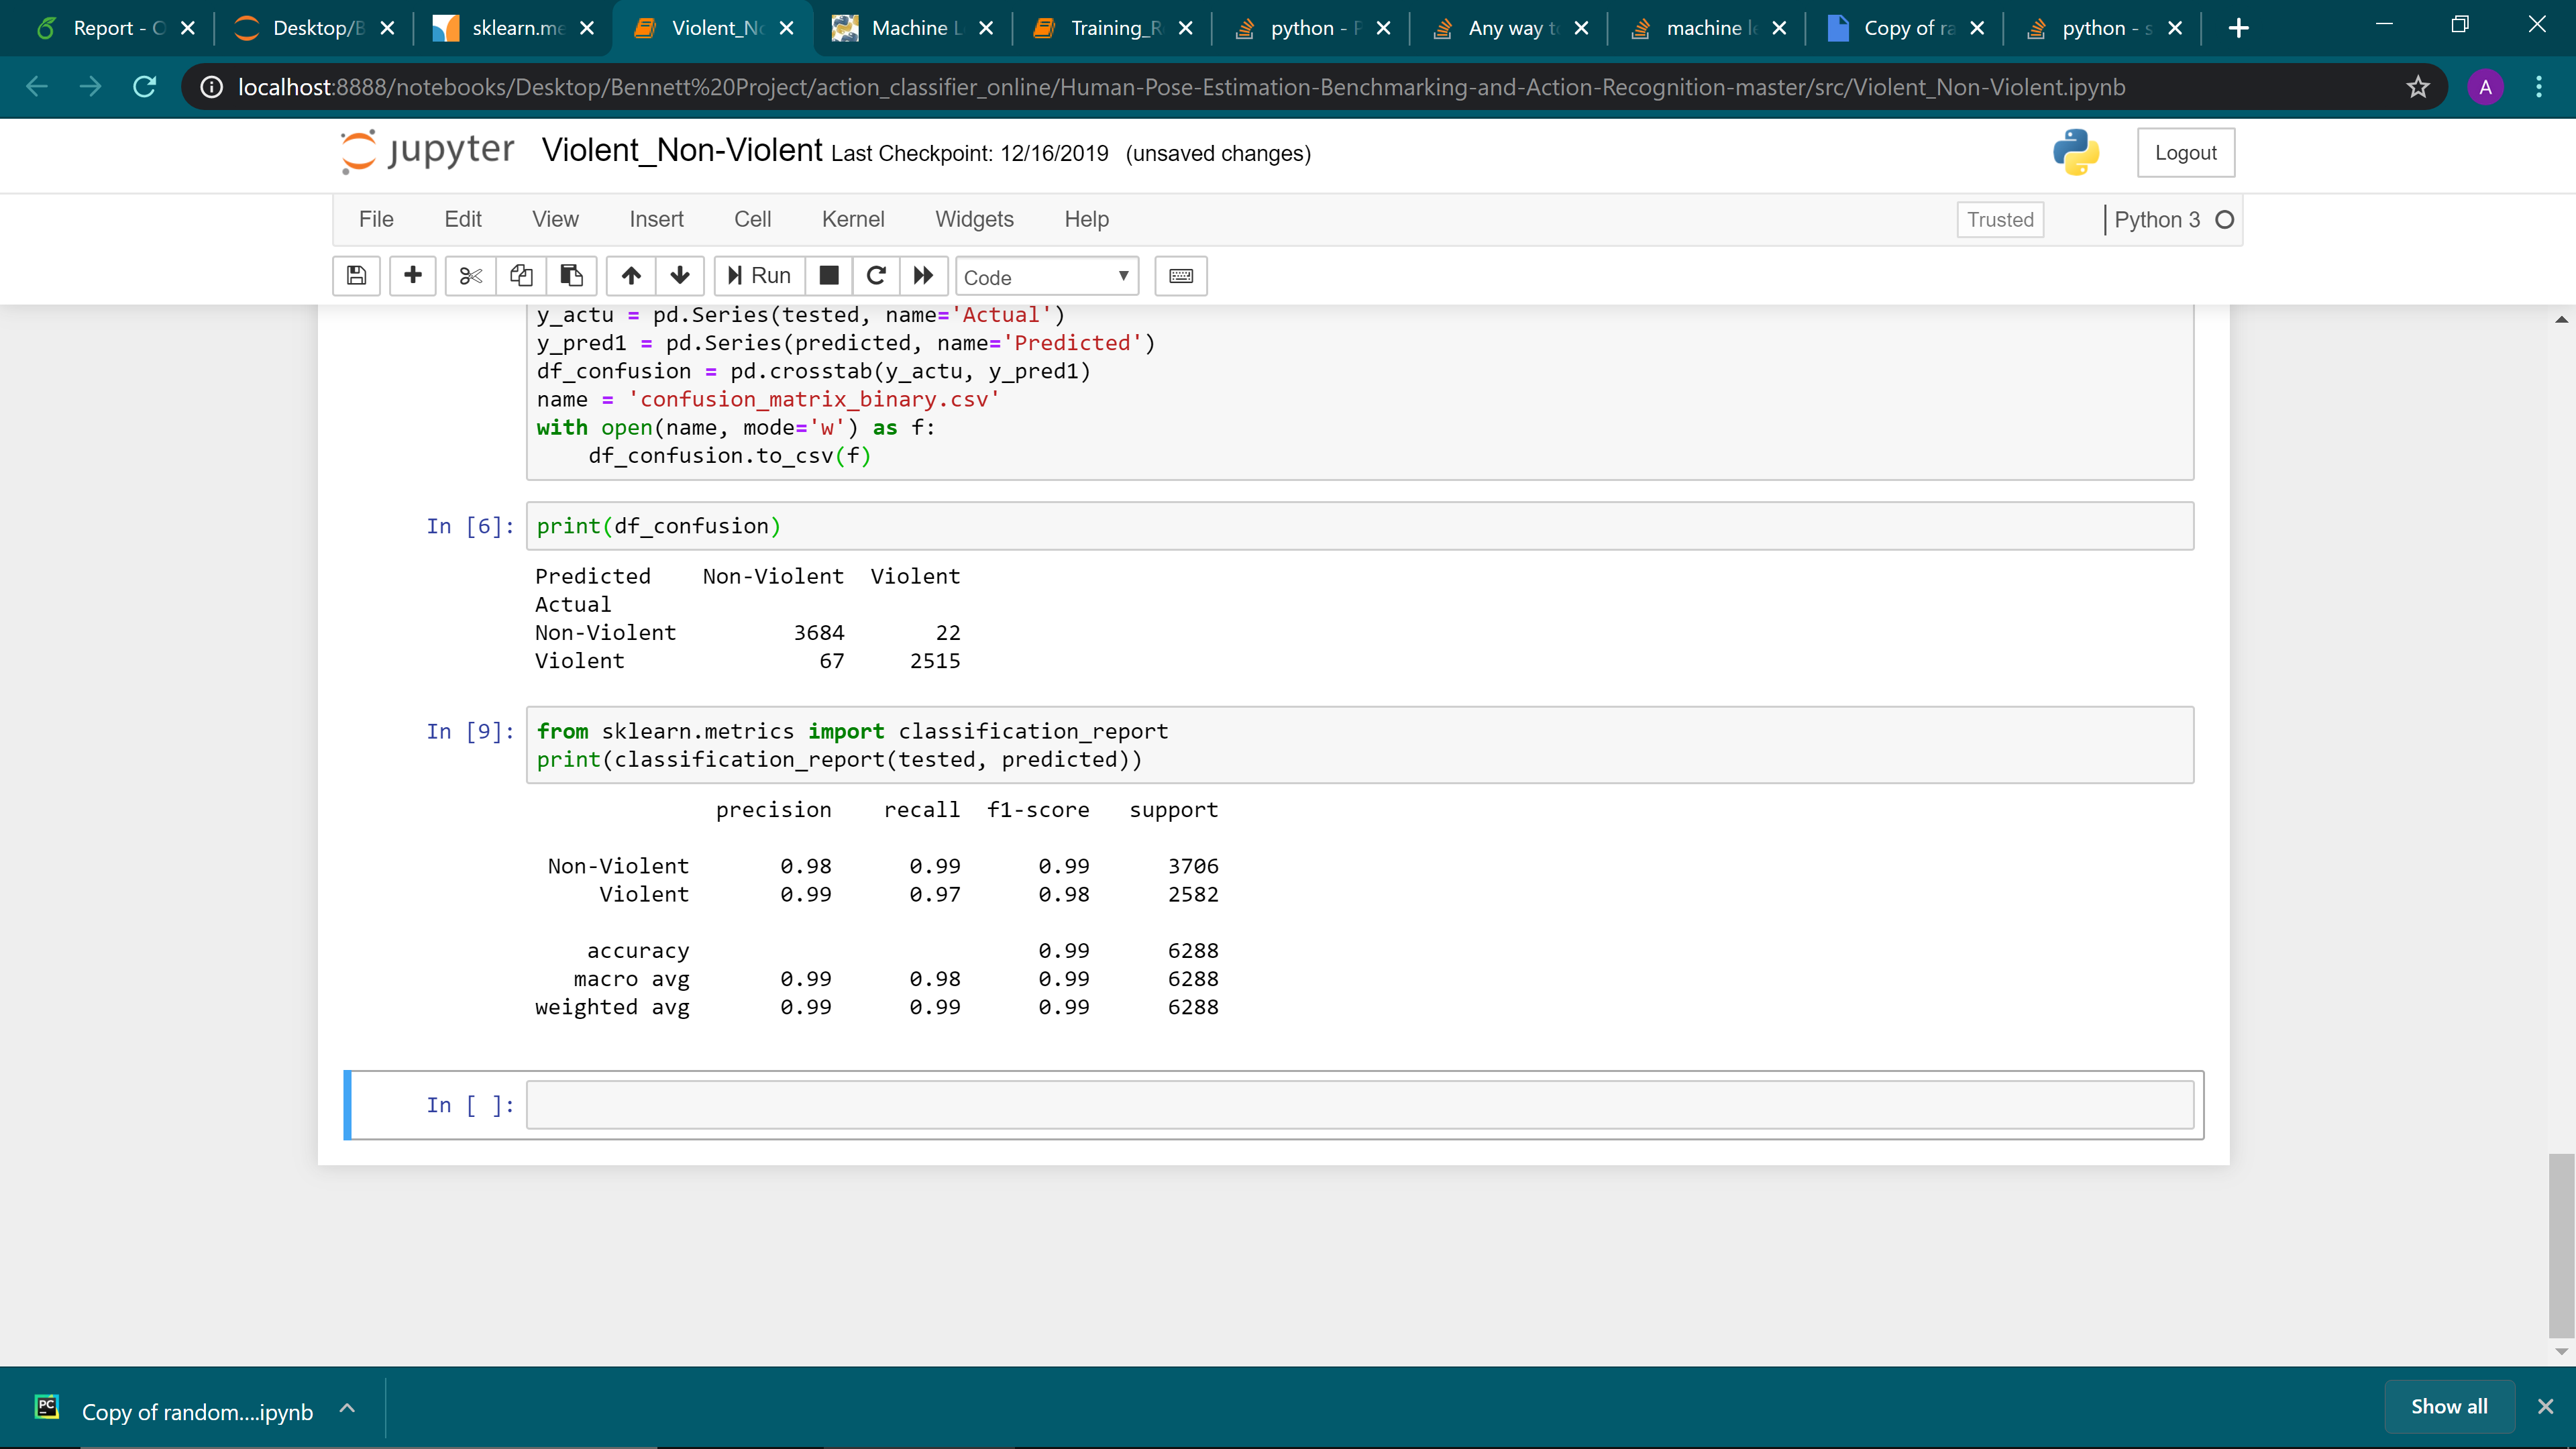 Report - O
Desktop/B
sklearn.me
Violent_No
Machine L
Training_R
python - P
Any way to
machine le
Copy of ra
python - s
localhost:8888/notebooks/Desktop/Bennett%20Project/action_classifier_online/Human-Pose-Estimation-Benchmarking-and-Action-Recognition-master/src/Violent_Non-Violent.ipynb
A
jupyter Violent_Non-Violent Last Checkpoint: 12/16/2019 (unsaved changes)
Logout
File Edit View Insert Cell Kernel Widgets Help
Trusted
Python 3
Run
Code
y_actu = pd.Series(tested, name='Actual')
y_pred1 = pd.Series(predicted, name='Predicted')
df_confusion = pd.crosstab(y_actu, y_pred1)
name = 'confusion_matrix_binary.csv'
with open(name, mode='w') as f:
    df_confusion.to_csv(f)
In [6]: print(df_confusion)
Predicted Non-Violent Violent
Actual
Non-Violent 3684 22
Violent 67 2515
In [9]: from sklearn.metrics import classification_report
print(classification_report(tested, predicted))
precision recall f1-score support
Non-Violent 0.98 0.99 0.99 3706
Violent 0.99 0.97 0.98 2582
accuracy 0.99 6288
macro avg 0.99 0.98 0.99 6288
weighted avg 0.99 0.99 0.99 6288
In [ ]:
PC
Copy of random....ipynb
Show all